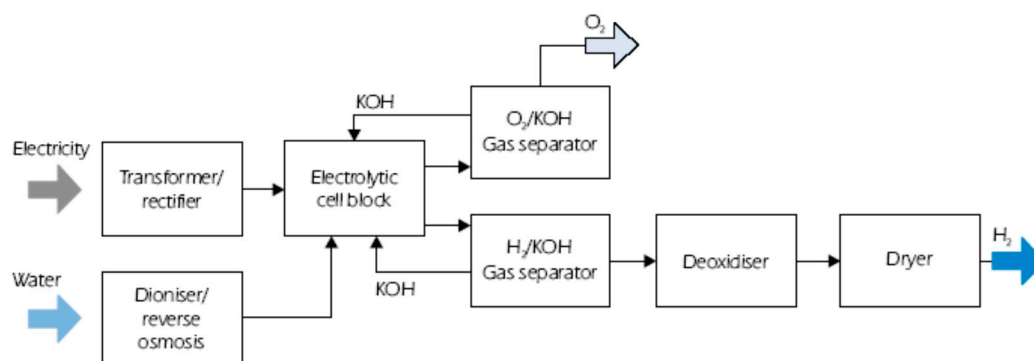 O₂
KOH
O₂/KOH
Gas separator
Electricity
Transformer/
rectifier
Electrolytic
cell block
H₂/KOH
Gas separator
Deoxidiser
Dryer
H₂
KOH
Water
Dioniser/
reverse
osmosis